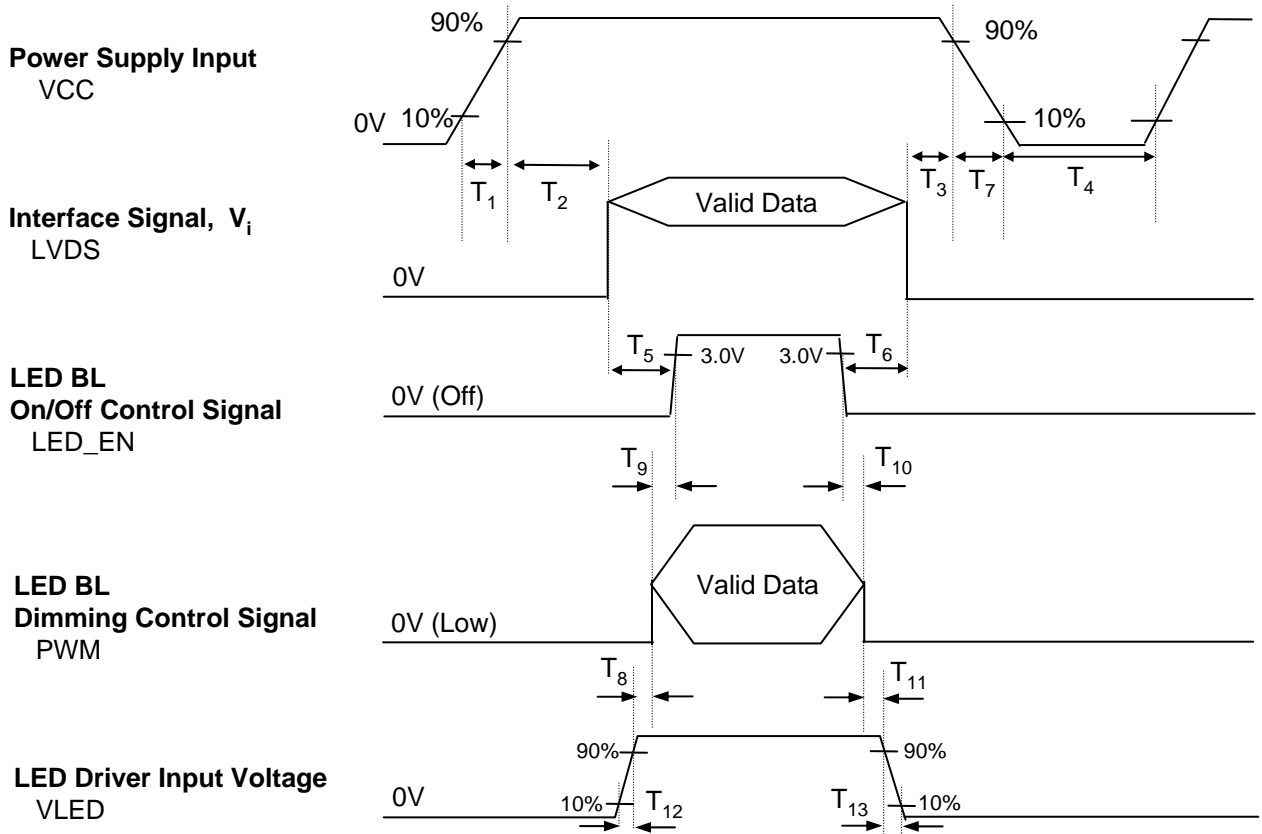 Power Supply Input
VCC
90%
90%
0V 10%
10%
T1
T2
T3
T7
T4
Interface Signal, Vi
LVDS
Valid Data
0V
LED BL
On/Off Control Signal
LED_EN
T5
3.0V
3.0V
T6
0V (Off)
T9
T10
LED BL
Dimming Control Signal
PWM
Valid Data
0V (Low)
T8
T11
LED Driver Input Voltage
VLED
90%
90%
0V
10%
T12
T13
10%